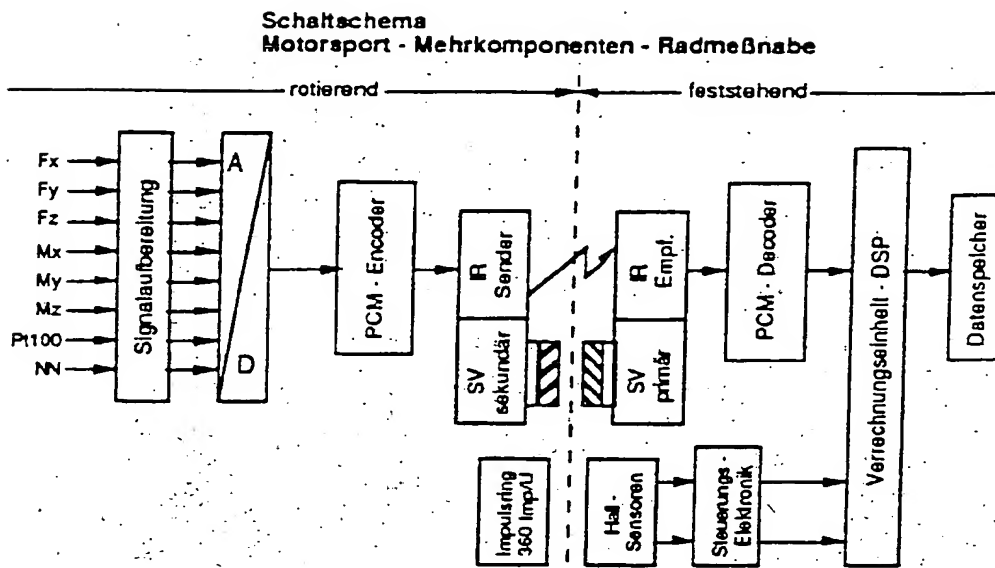 Schaltschema
Motorsport - Mehrkomponenten - Radmeßnabe
rotierend
feststehend
Fx
Fy
Fz
Mx
My
Mz
Pt100
NN
Signalaufbereitung
A
D
PCM - Encoder
IR
Sender
SV
sekundär
IR
Empf.
SV
primär
PCM - Decoder
Verrechnungseinheit - DSP
Datenspeicher
Impulsring
360 Imp/U
Hall -
Sensoren
Steuerungs -
Elektronik